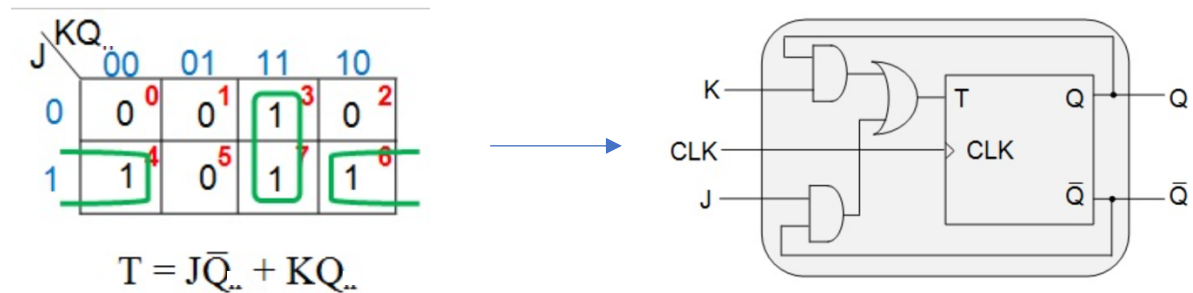 KQ..
J
00 01 11 10
0 0 0 0 1 1 3 0 2
1 1 4 0 5 1 7 1 6
T = JQ̅.. + KQ..
K T Q Q
CLK CLK
J Q̅ Q̅